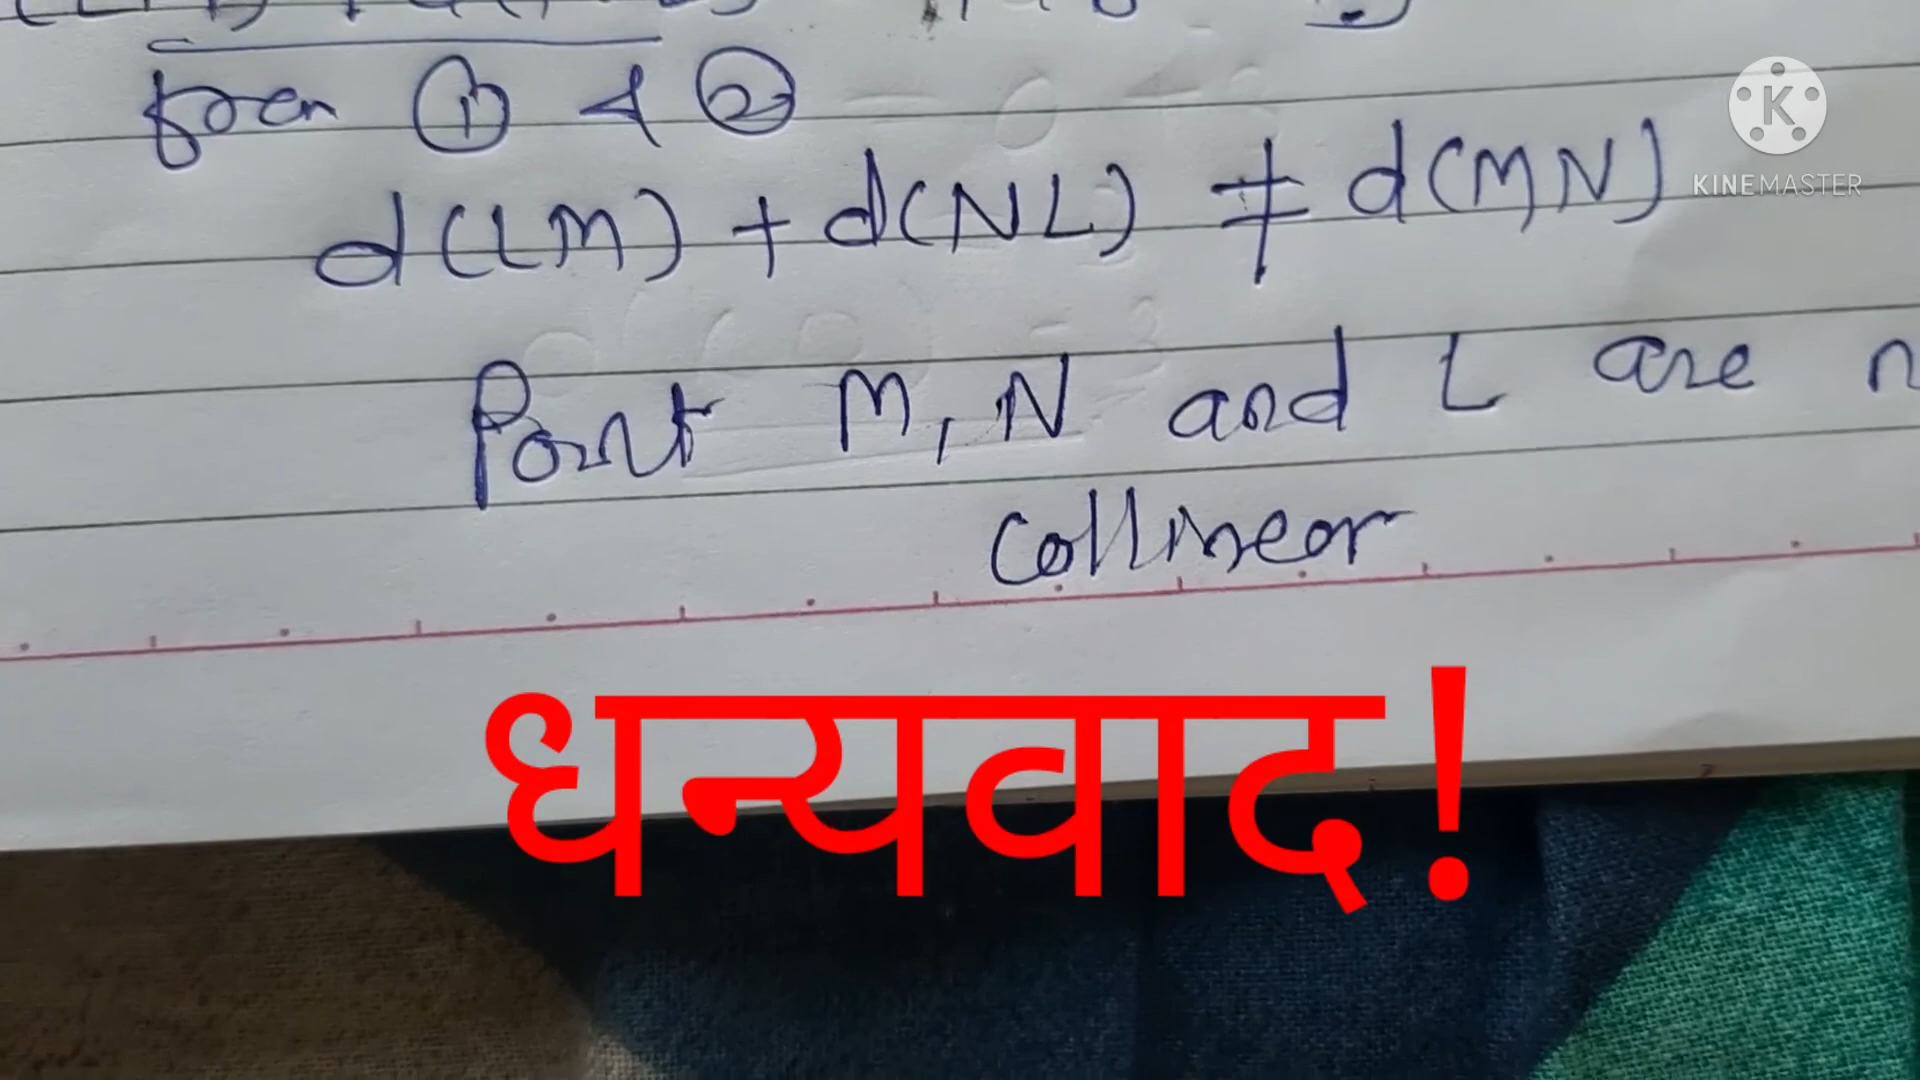 from ① & ②
d(LM) + d(NL) ≠ d(MN)
Point M, N and L are n
Collinear
धन्यवाद!
KINEMASTER